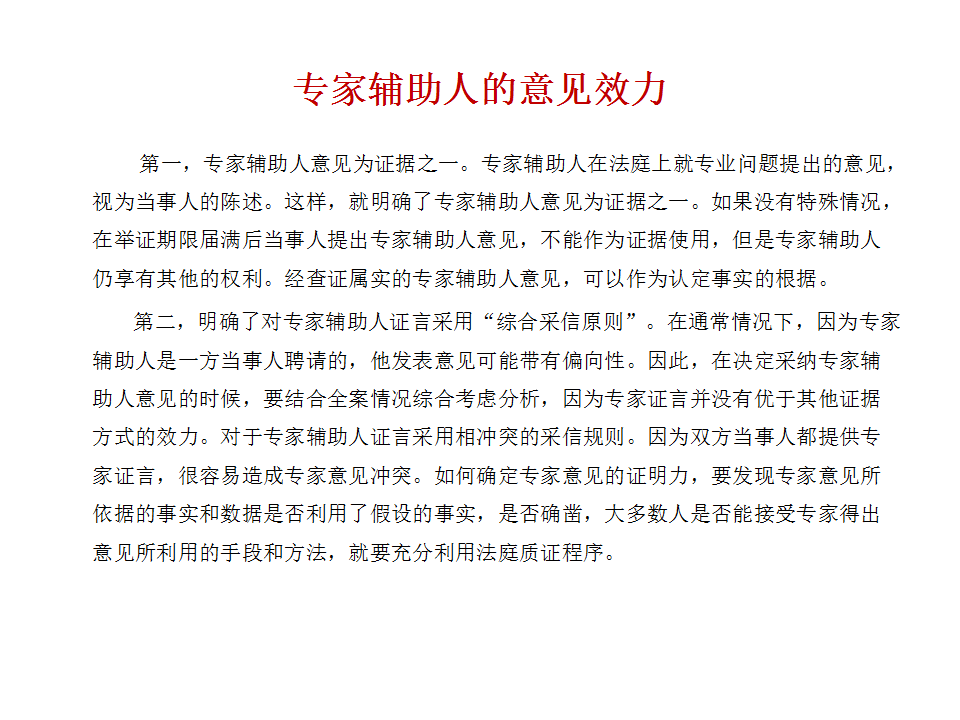 专家辅助人的意见效力
第一，专家辅助人意见为证据之一。专家辅助人在法庭上就专业问题提出的意见，
视为当事人的陈述。这样，就明确了专家辅助人意见为证据之一。如果没有特殊情况，
在举证期限届满后当事人提出专家辅助人意见，不能作为证据使用，但是专家辅助人
仍享有其他的权利。经查证属实的专家辅助人意见，可以作为认定事实的根据。
第二，明确了对专家辅助人证言采用“综合采信原则”。在通常情况下，因为专家
辅助人是一方当事人聘请的，他发表意见可能带有偏向性。因此，在决定采纳专家辅
助人意见的时候，要结合全案情况综合考虑分析，因为专家证言并没有优于其他证据
方式的效力。对于专家辅助人证言采用相冲突的采信规则。因为双方当事人都提供专
家证言，很容易造成专家意见冲突。如何确定专家意见的证明力，要发现专家意见所
依据的事实和数据是否利用了假设的事实，是否确凿，大多数人是否能接受专家得出
意见所利用的手段和方法，就要充分利用法庭质证程序。